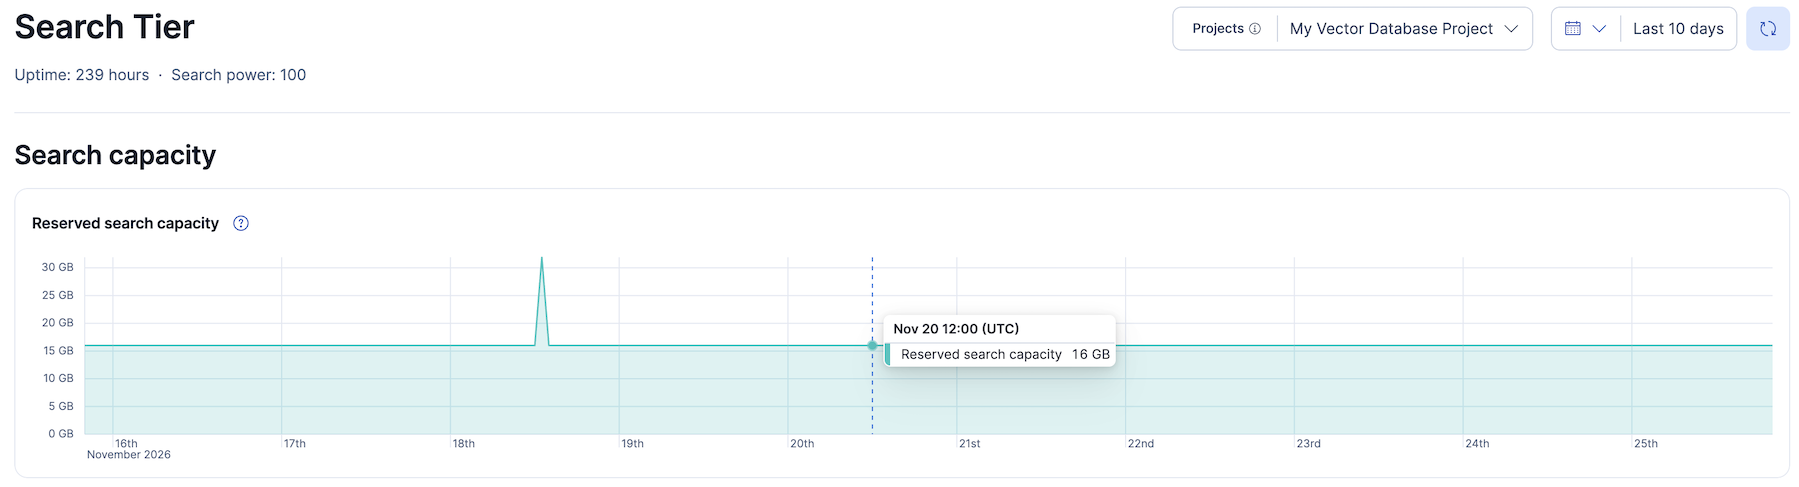 Search Tier
Projects My Vector Database Project Last 10 days
Uptime: 239 hours · Search power: 100
Search capacity
Reserved search capacity ?
30 GB
25 GB
20 GB
15 GB
10 GB
5 GB
0 GB
Nov 20 12:00 (UTC)
Reserved search capacity 16 GB
16th 17th 18th 19th 20th 21st 22nd 23rd 24th 25th
November 2026